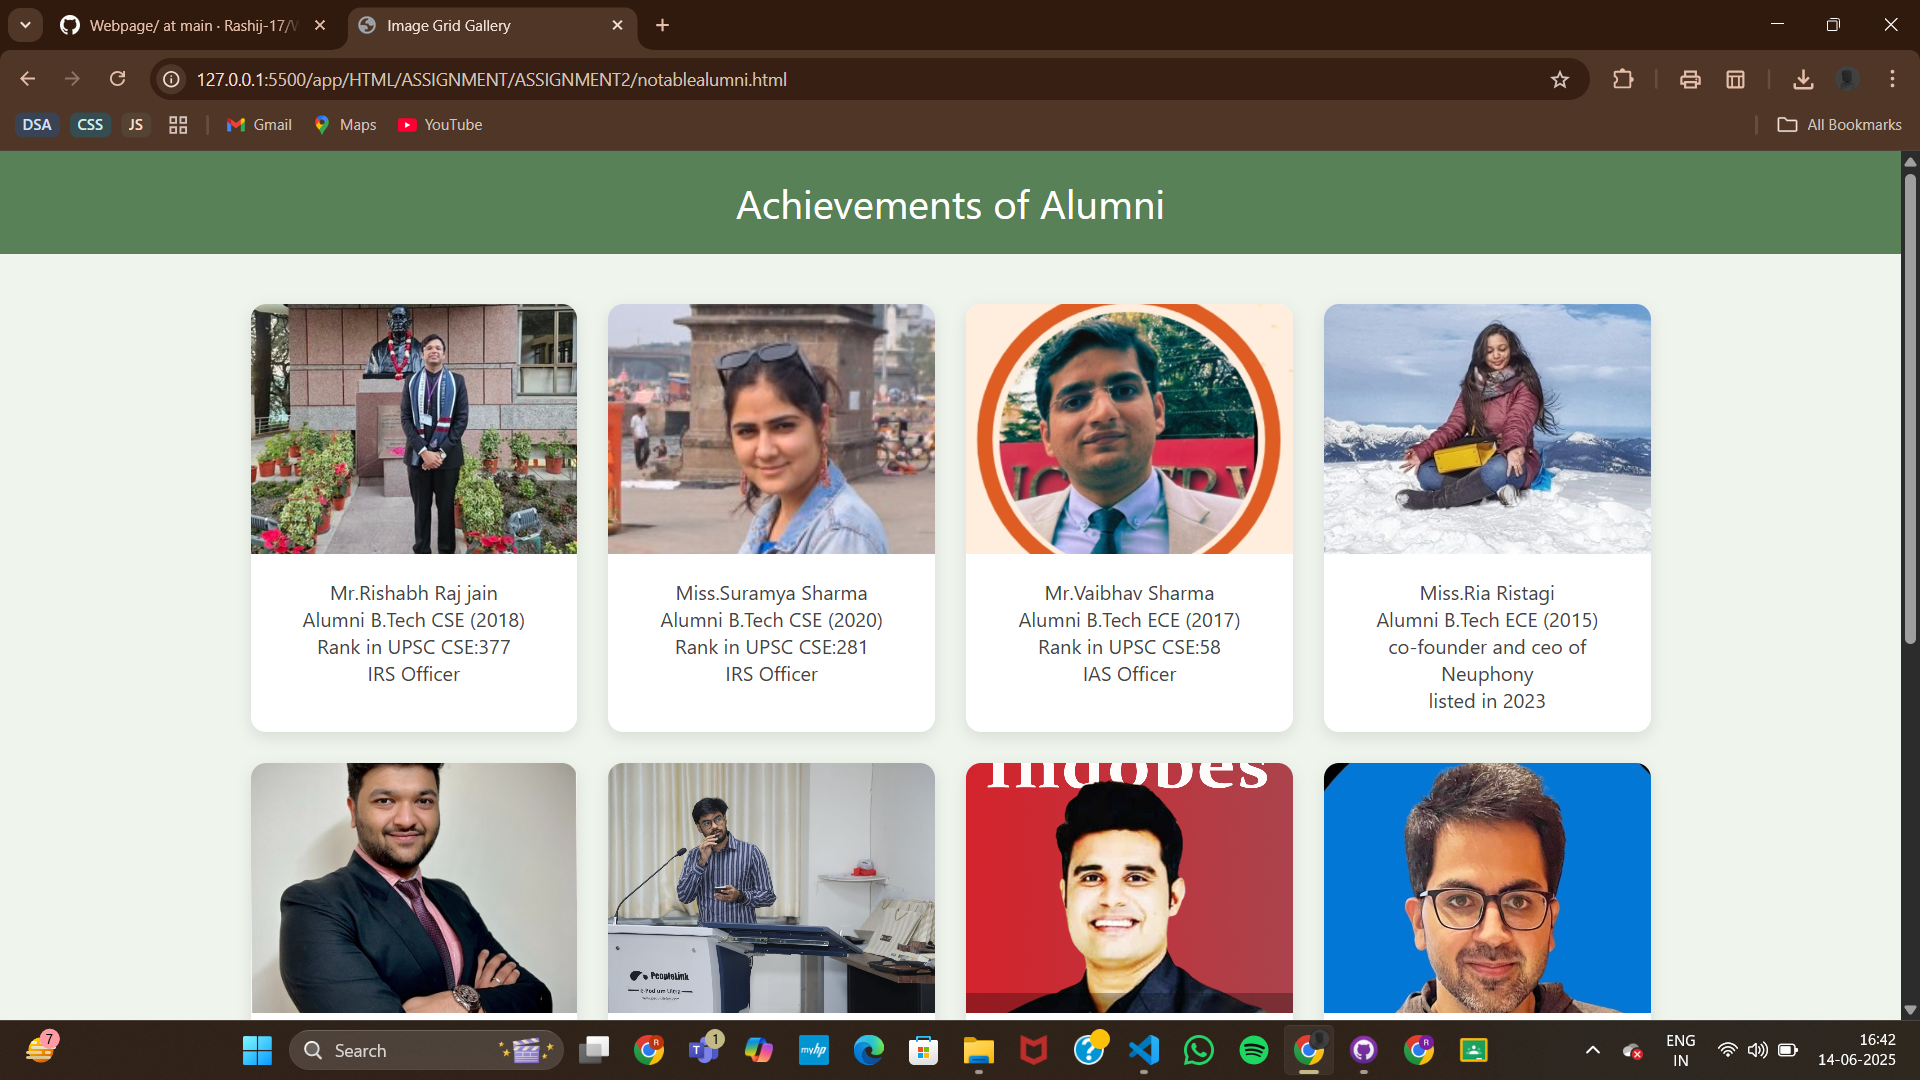 Webpage/ at main · Rashij-17/
Image Grid Gallery
127.0.0.1:5500/app/HTML/ASSIGNMENT/ASSIGNMENT2/notablealumni.html
DSA
CSS
JS
Gmail
Maps
YouTube
All Bookmarks
Achievements of Alumni
Mr.Rishabh Raj jain
Alumni B.Tech CSE (2018)
Rank in UPSC CSE:377
IRS Officer
Miss.Suramya Sharma
Alumni B.Tech CSE (2020)
Rank in UPSC CSE:281
IRS Officer
Mr.Vaibhav Sharma
Alumni B.Tech ECE (2017)
Rank in UPSC CSE:58
IAS Officer
Miss.Ria Ristagi
Alumni B.Tech ECE (2015)
co-founder and ceo of
Neuphony
listed in 2023
PeopleLink
Indobes
7
Search
R
1
myhp
R
ENG
IN
16:42
14-06-2025